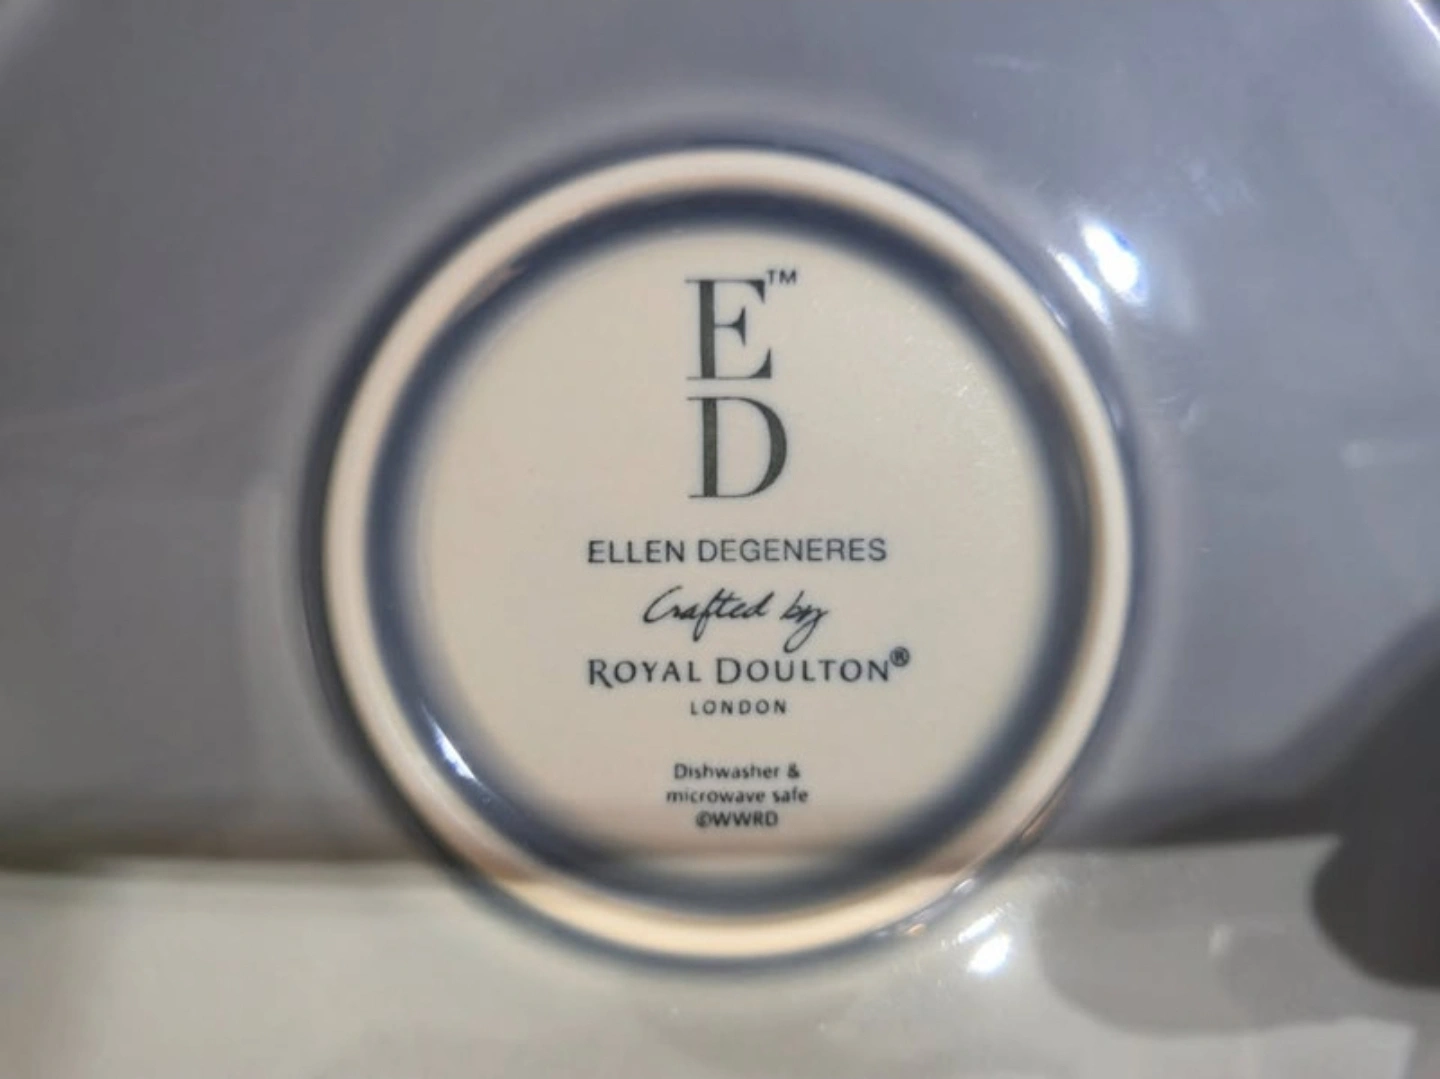 E™
D
ELLEN DEGENERES
Crafted by
ROYAL DOULTON®
LONDON
Dishwasher &
microwave safe
©WWRD